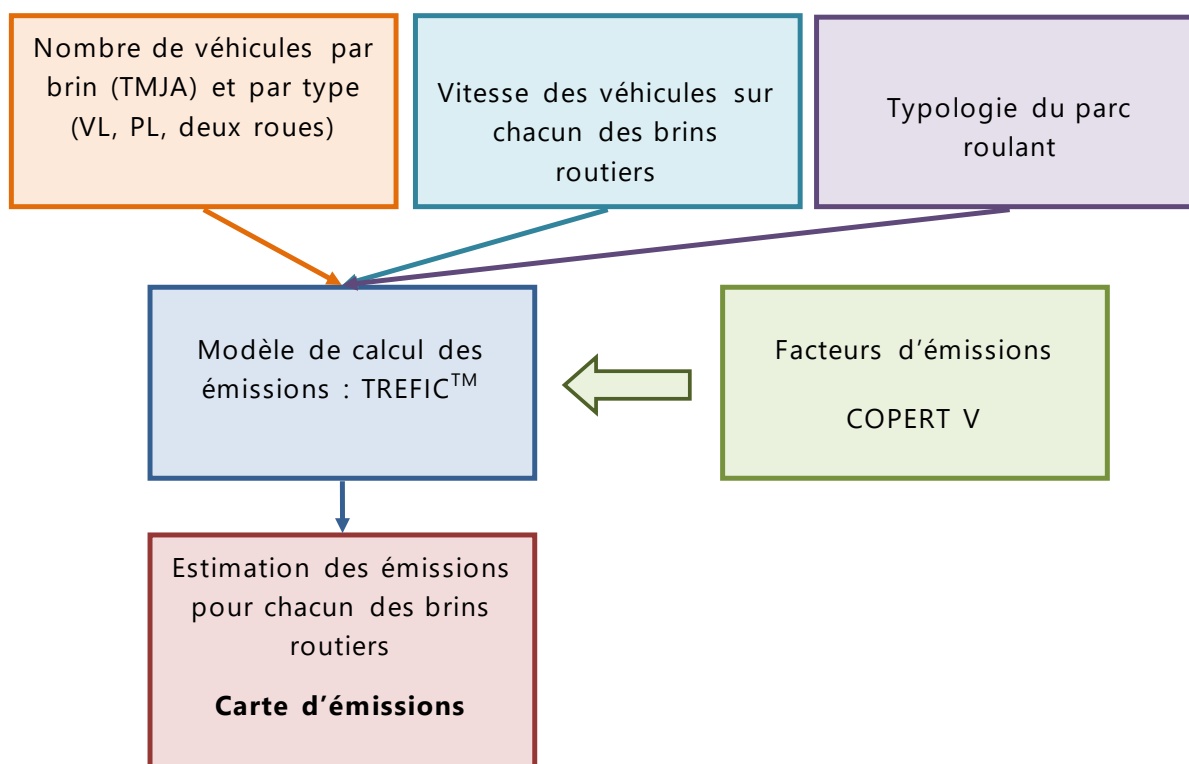 Nombre de véhicules par
brin (TMJA) et par type
(VL, PL, deux roues)
Vitesse des véhicules sur
chacun des brins
routiers
Typologie du parc
roulant
Modèle de calcul des
émissions : TREFIC™
Facteurs d’émissions
COPERT V
Estimation des émissions
pour chacun des brins
routiers
Carte d’émissions